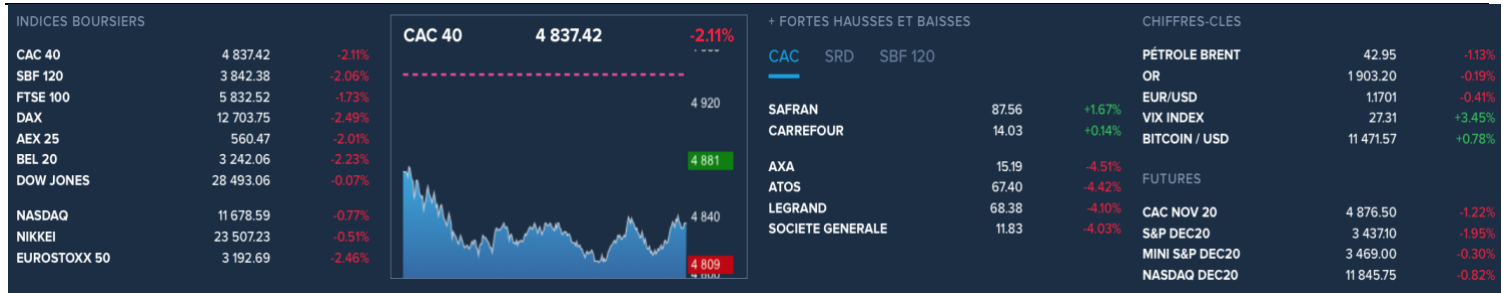 INDICES BOURSIERS
CAC 40 4 837.42 -2.11%
SBF 120 3 842.38 -2.06%
FTSE 100 5 832.52 -1.73%
DAX 12 703.75 -2.49%
AEX 25 560.47 -2.01%
BEL 20 3 242.06 -2.23%
DOW JONES 28 493.06 -0.07%
NASDAQ 11 678.59 -0.77%
NIKKEI 23 507.23 -0.51%
EUROSTOXX 50 3 192.69 -2.46%
CAC 40 4 837.42 -2.11%
4 920
4 881
4 840
4 809
+ FORTES HAUSSES ET BAISSES
CAC SRD SBF 120
SAFRAN 87.56 +1.67%
CARREFOUR 14.03 +0.14%
AXA 15.19 -4.51%
ATOS 67.40 -4.42%
LEGRAND 68.38 -4.10%
SOCIETE GENERALE 11.83 -4.03%
CHIFFRES-CLÉS
PÉTROLE BRENT 42.95 -1.13%
OR 1 903.20 -0.19%
EUR/USD 1.1701 -0.41%
VIX INDEX 27.31 +3.45%
BITCOIN / USD 11 471.57 +0.78%
FUTURES
CAC NOV 20 4 876.50 -1.22%
S&P DEC20 3 437.10 -1.95%
MINI S&P DEC20 3 469.00 -0.30%
NASDAQ DEC20 11 845.75 -0.82%